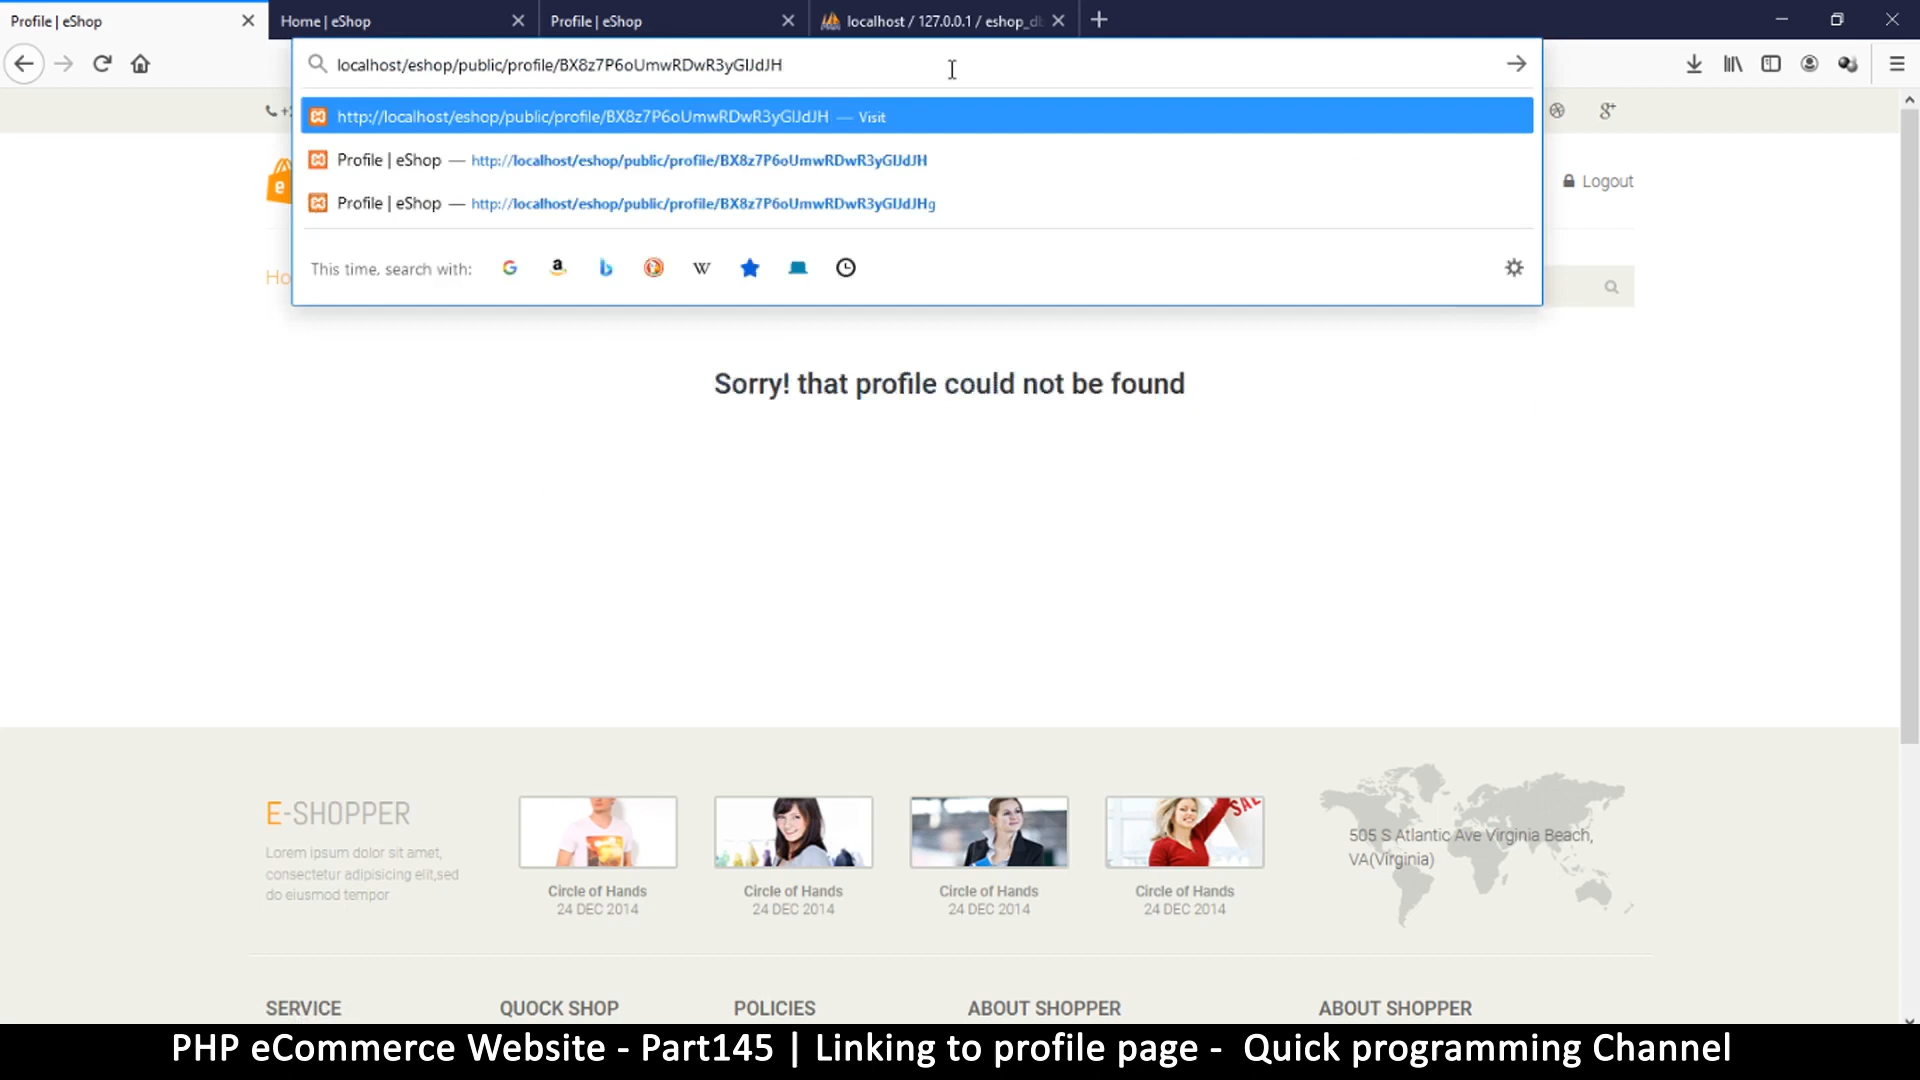 Profile | eShop
Home | eShop
Profile | eShop
localhost / 127.0.0.1 / eshop_db
localhost/eshop/public/profile/BX8z7P6oUmwRDwR3yGlJdJH
http://localhost/eshop/public/profile/BX8z7P6oUmwRDwR3yGlJdJH — Visit
Profile | eShop — http://localhost/eshop/public/profile/BX8z7P6oUmwRDwR3yGlJdJH
Profile | eShop — http://localhost/eshop/public/profile/BX8z7P6oUmwRDwR3yGlJdJHg
This time, search with:
Logout
Ho
Sorry! that profile could not be found
E-SHOPPER
Lorem ipsum dolor sit amet,
consectetur adipisicing elit,sed
do eiusmod tempor
Circle of Hands
24 DEC 2014
Circle of Hands
24 DEC 2014
Circle of Hands
24 DEC 2014
SALE
Circle of Hands
24 DEC 2014
505 S Atlantic Ave Virginia Beach,
VA(Virginia)
SERVICE
QUOCK SHOP
POLICIES
ABOUT SHOPPER
ABOUT SHOPPER
PHP eCommerce Website - Part145 | Linking to profile page - Quick programming Channel